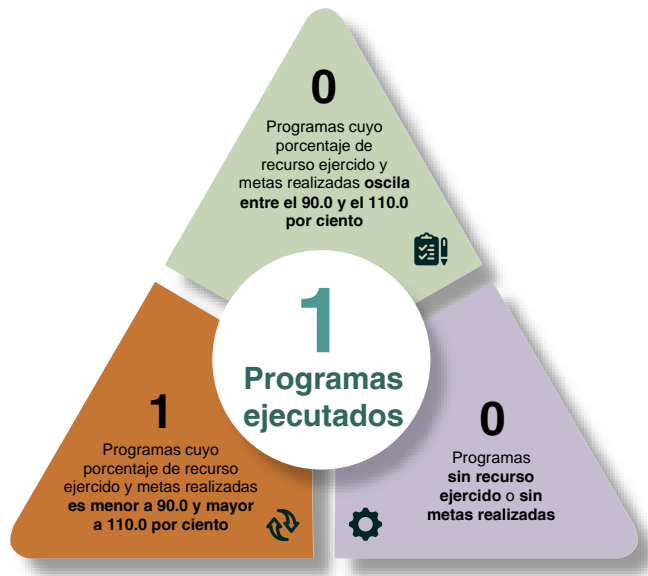 0
Programas cuyo
porcentaje de
recurso ejercido y
metas realizadas oscila
entre el 90.0 y el 110.0
por ciento
1
Programas
ejecutados
1
Programas cuyo
porcentaje de recurso
ejercido y metas realizadas
es menor a 90.0 y mayor
a 110.0 por ciento
0
Programas
sin recurso
ejercido o sin
metas realizadas